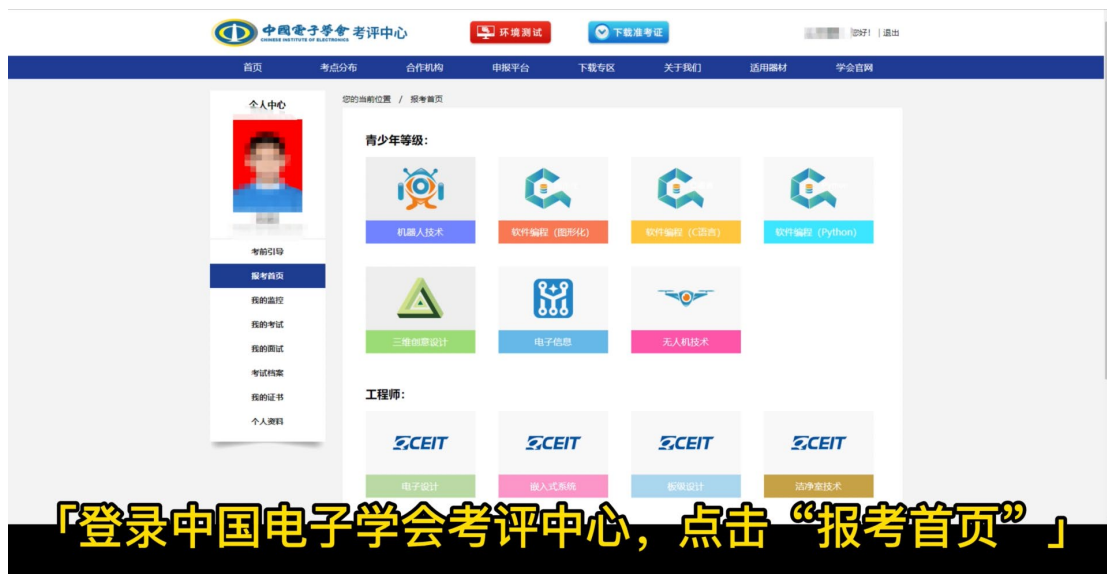 中國電子學會 考评中心
CHINESE INSTITUTE OF ELECTRONICS
环境测试
下载准考证
您好! | 退出
首页 考点分布 合作机构 申报平台 下载专区 关于我们 适用器材 学会官网
个人中心
您的当前位置 / 报考首页
考前引导
报考首页
我的监控
我的考试
我的面试
考试档案
我的证书
个人资料
青少年等级:
机器人技术 软件编程 (图形化) 软件编程 (C语言) 软件编程 (Python)
三维创意设计 电子信息 无人机技术
工程师:
CEIT CEIT CEIT CEIT
电子设计 嵌入式系统 板级设计 洁净室技术
「登录中国电子学会考评中心，点击“报考首页”」